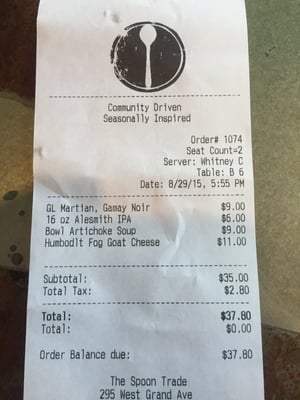 Community Driven
Seasonally Inspired
Order# 1074
Seat Count=2
Server: Whitney C
Table: B 6
Date: 8/29/15, 5:55 PM
GL Martian, Gamay Noir $9.00
16 oz Alesmith IPA $6.00
Bowl Artichoke Soup $9.00
Humbodlt Fog Goat Cheese $11.00
Subtotal: $35.00
Total Tax: $2.80
Total: $37.80
Total: $0.00
Order Balance due: $37.80
The Spoon Trade
295 West Grand Ave